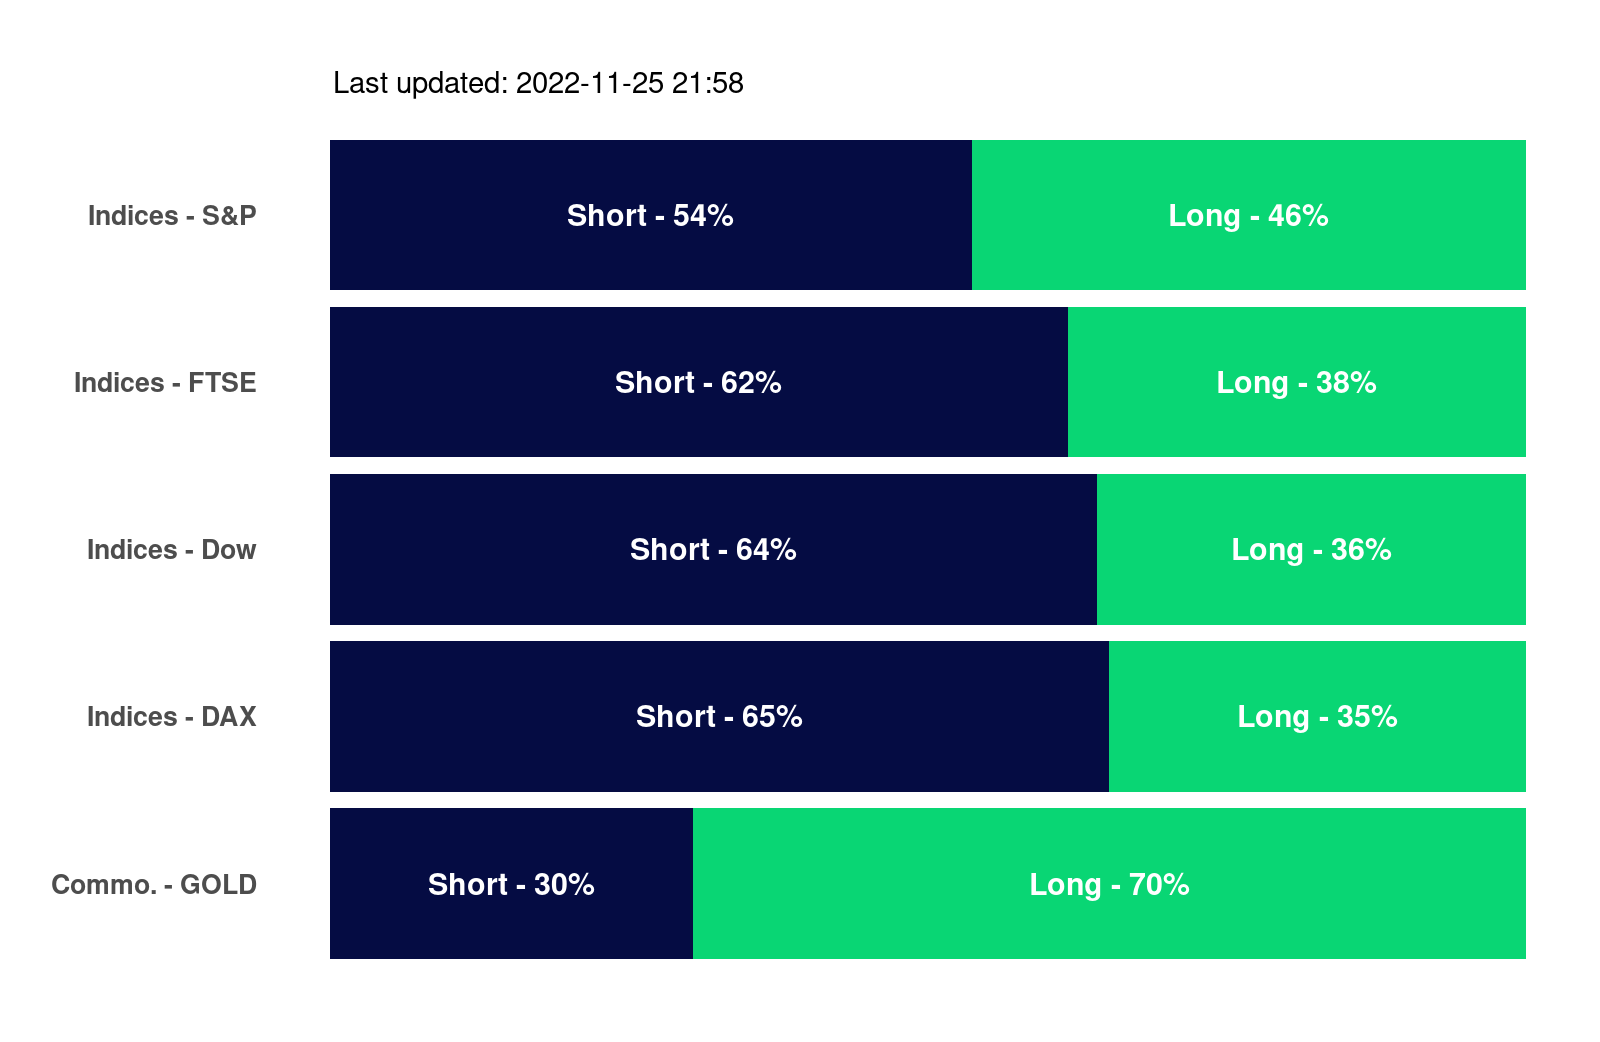 Last updated: 2022-11-25 21:58
Indices - S&P Short - 54% Long - 46%
Indices - FTSE Short - 62% Long - 38%
Indices - Dow Short - 64% Long - 36%
Indices - DAX Short - 65% Long - 35%
Commo. - GOLD Short - 30% Long - 70%